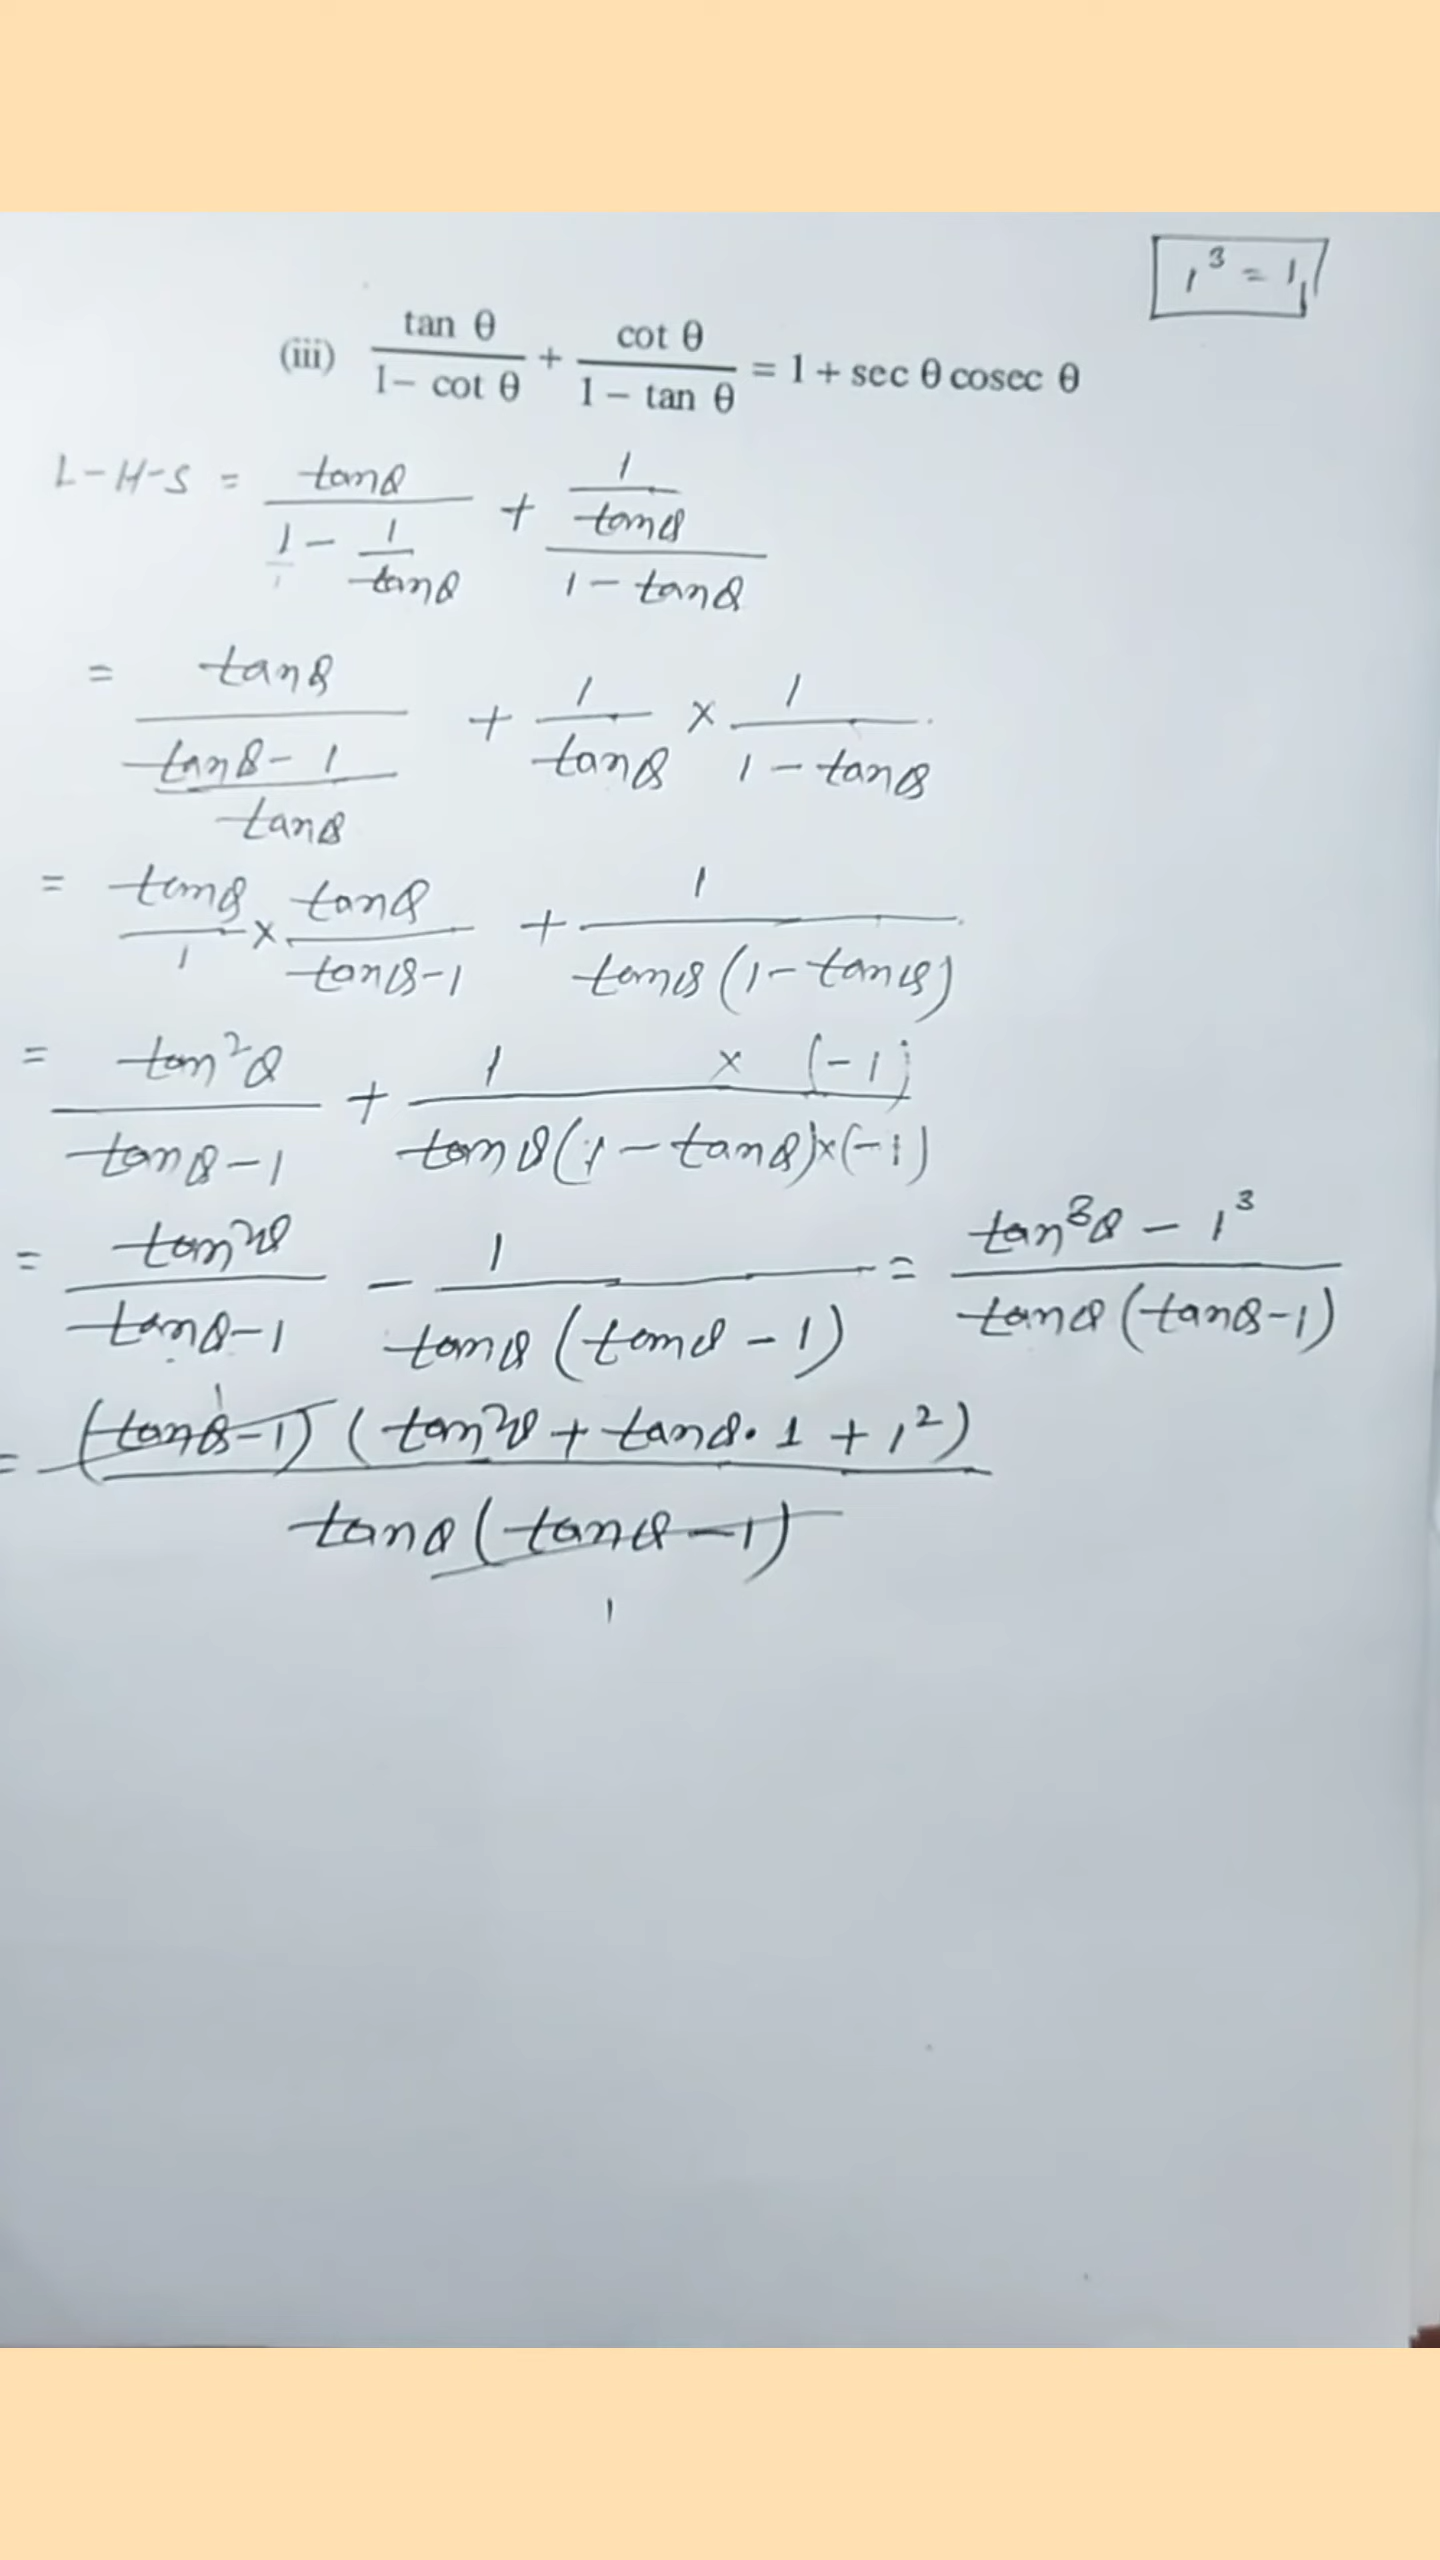 1³ = 1
(iii) tan θ / 1 – cot θ + cot θ / 1 – tan θ = 1 + sec θ cosec θ
L-H-S = tanθ / (1/1 - 1/tanθ) + (1/tanθ) / (1 - tanθ)
= tanθ / ((tanθ - 1)/tanθ) + 1/tanθ × 1/(1 - tanθ)
= tanθ/1 × tanθ/(tanθ-1) + 1/(tanθ(1 - tanθ))
= tan²θ/(tanθ-1) + 1 × (-1) / (tanθ(1 - tanθ)×(-1))
= tan²θ/(tanθ-1) - 1/(tanθ(tanθ - 1)) = (tan³θ - 1³)/(tanθ(tanθ-1))
= (tanθ-1) 1 (tan²θ + tanθ·1 + 1²) / tanθ(tanθ-1) 1